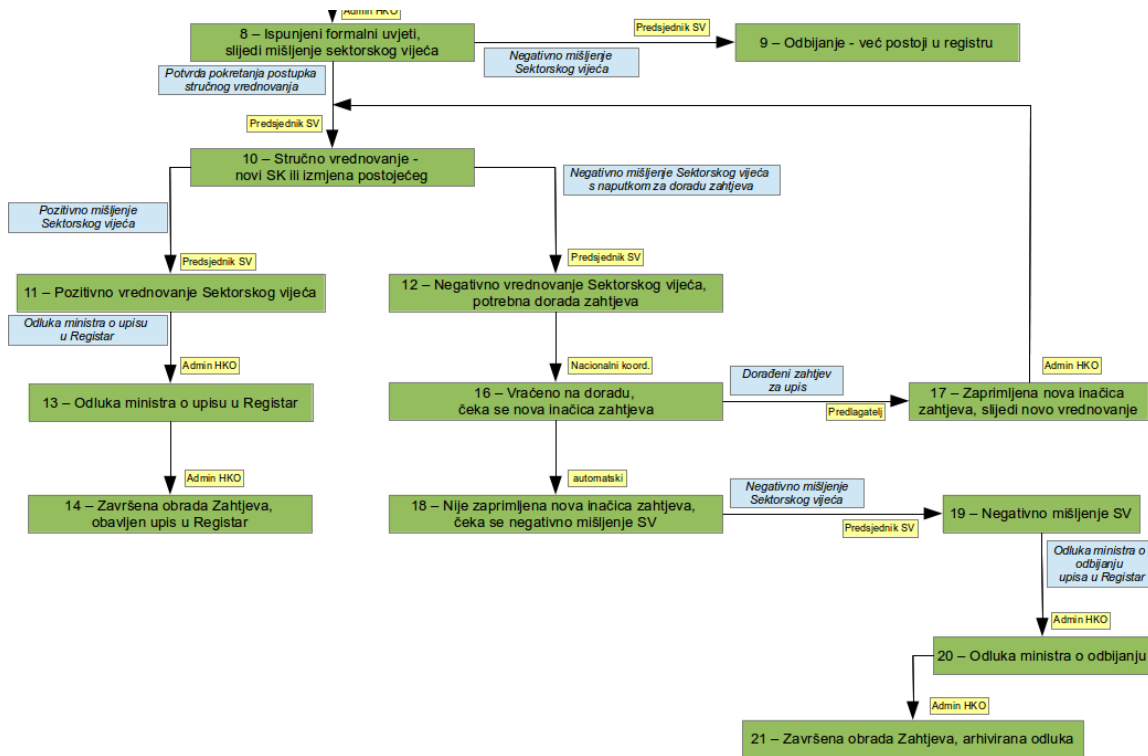 Admin HKO
8 – Ispunjeni formalni uvjeti,
slijedi mišljenje sektorskog vijeća
Predsjednik SV
9 – Odbijanje - već postoji u registru
Negativno mišljenje
Sektorskog vijeća
Potvrda pokretanja postupka
stručnog vrednovanja
Predsjednik SV
10 – Stručno vrednovanje -
novi SK ili izmjena postojećeg
Negativno mišljenje Sektorskog vijeća
s naputkom za doradu zahtjeva
Pozitivno mišljenje
Sektorskog vijeća
Predsjednik SV
Predsjednik SV
11 – Pozitivno vrednovanje Sektorskog vijeća
12 – Negativno vrednovanje Sektorskog vijeća,
potrebna dorada zahtjeva
Odluka ministra o upisu
u Registar
Admin HKO
Nacionalni koord.
Dorađeni zahtjev
za upis
Admin HKO
13 – Odluka ministra o upisu u Registar
16 – Vraćeno na doradu,
čeka se nova inačica zahtjeva
Predlagatelj
17 – Zaprimljena nova inačica
zahtjeva, slijedi novo vrednovanje
Admin HKO
automatski
Negativno mišljenje
Sektorskog vijeća
14 – Završena obrada Zahtjeva,
obavljen upis u Registar
18 – Nije zaprimljena nova inačica zahtjeva,
čeka se negativno mišljenje SV
Predsjednik SV
19 – Negativno mišljenje SV
Odluka ministra o
odbijanju
upisa u Registar
Admin HKO
20 – Odluka ministra o odbijanju
Admin HKO
21 – Završena obrada Zahtjeva, arhivirana odluka